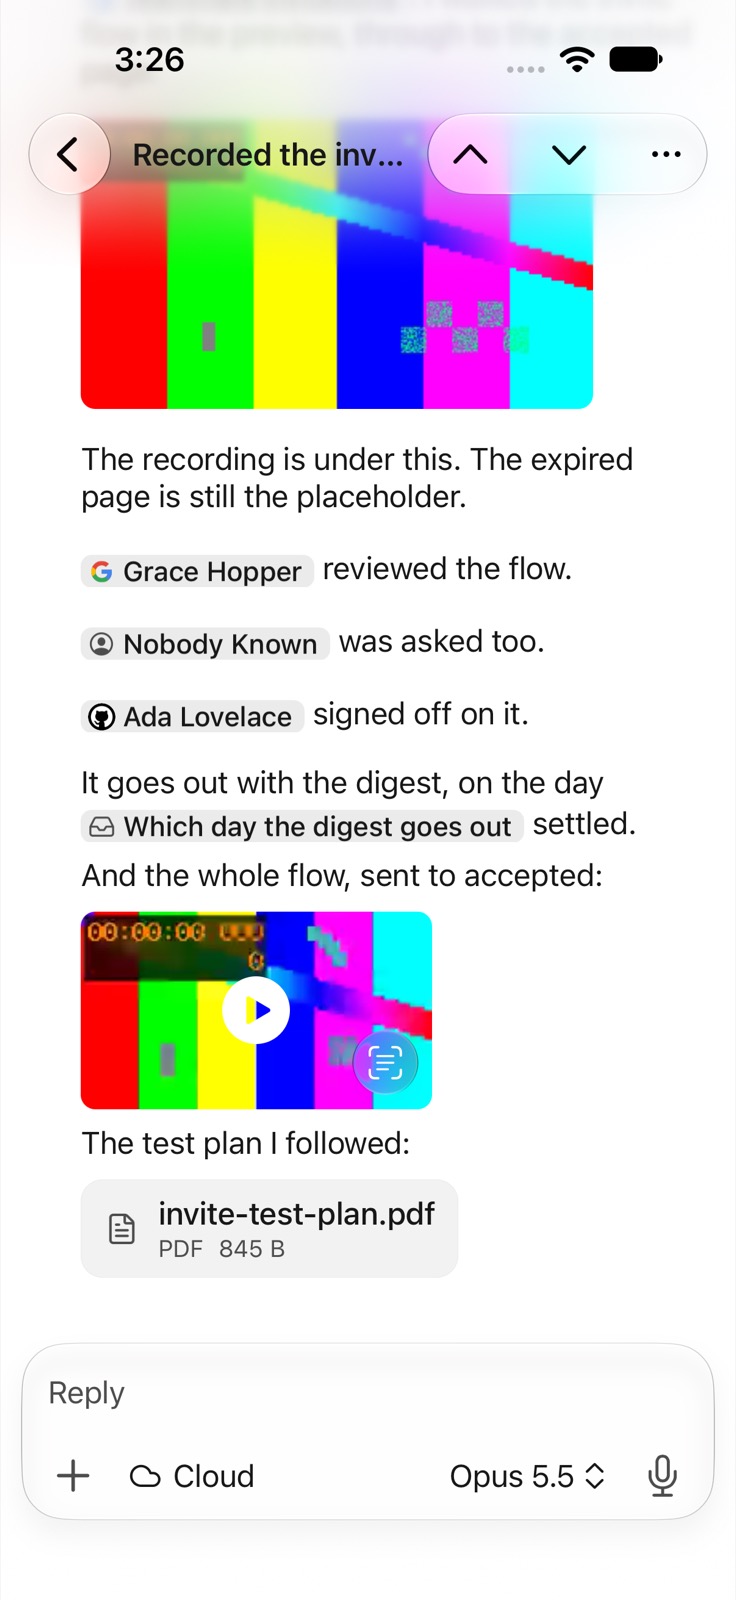 3:26
Recorded the inv...
The recording is under this. The expired
page is still the placeholder.
Grace Hopper reviewed the flow.
Nobody Known was asked too.
Ada Lovelace signed off on it.
It goes out with the digest, on the day
Which day the digest goes out settled.
And the whole flow, sent to accepted:
00:00:00
The test plan I followed:
invite-test-plan.pdf
PDF 845 B
Reply
Cloud
Opus 5.5